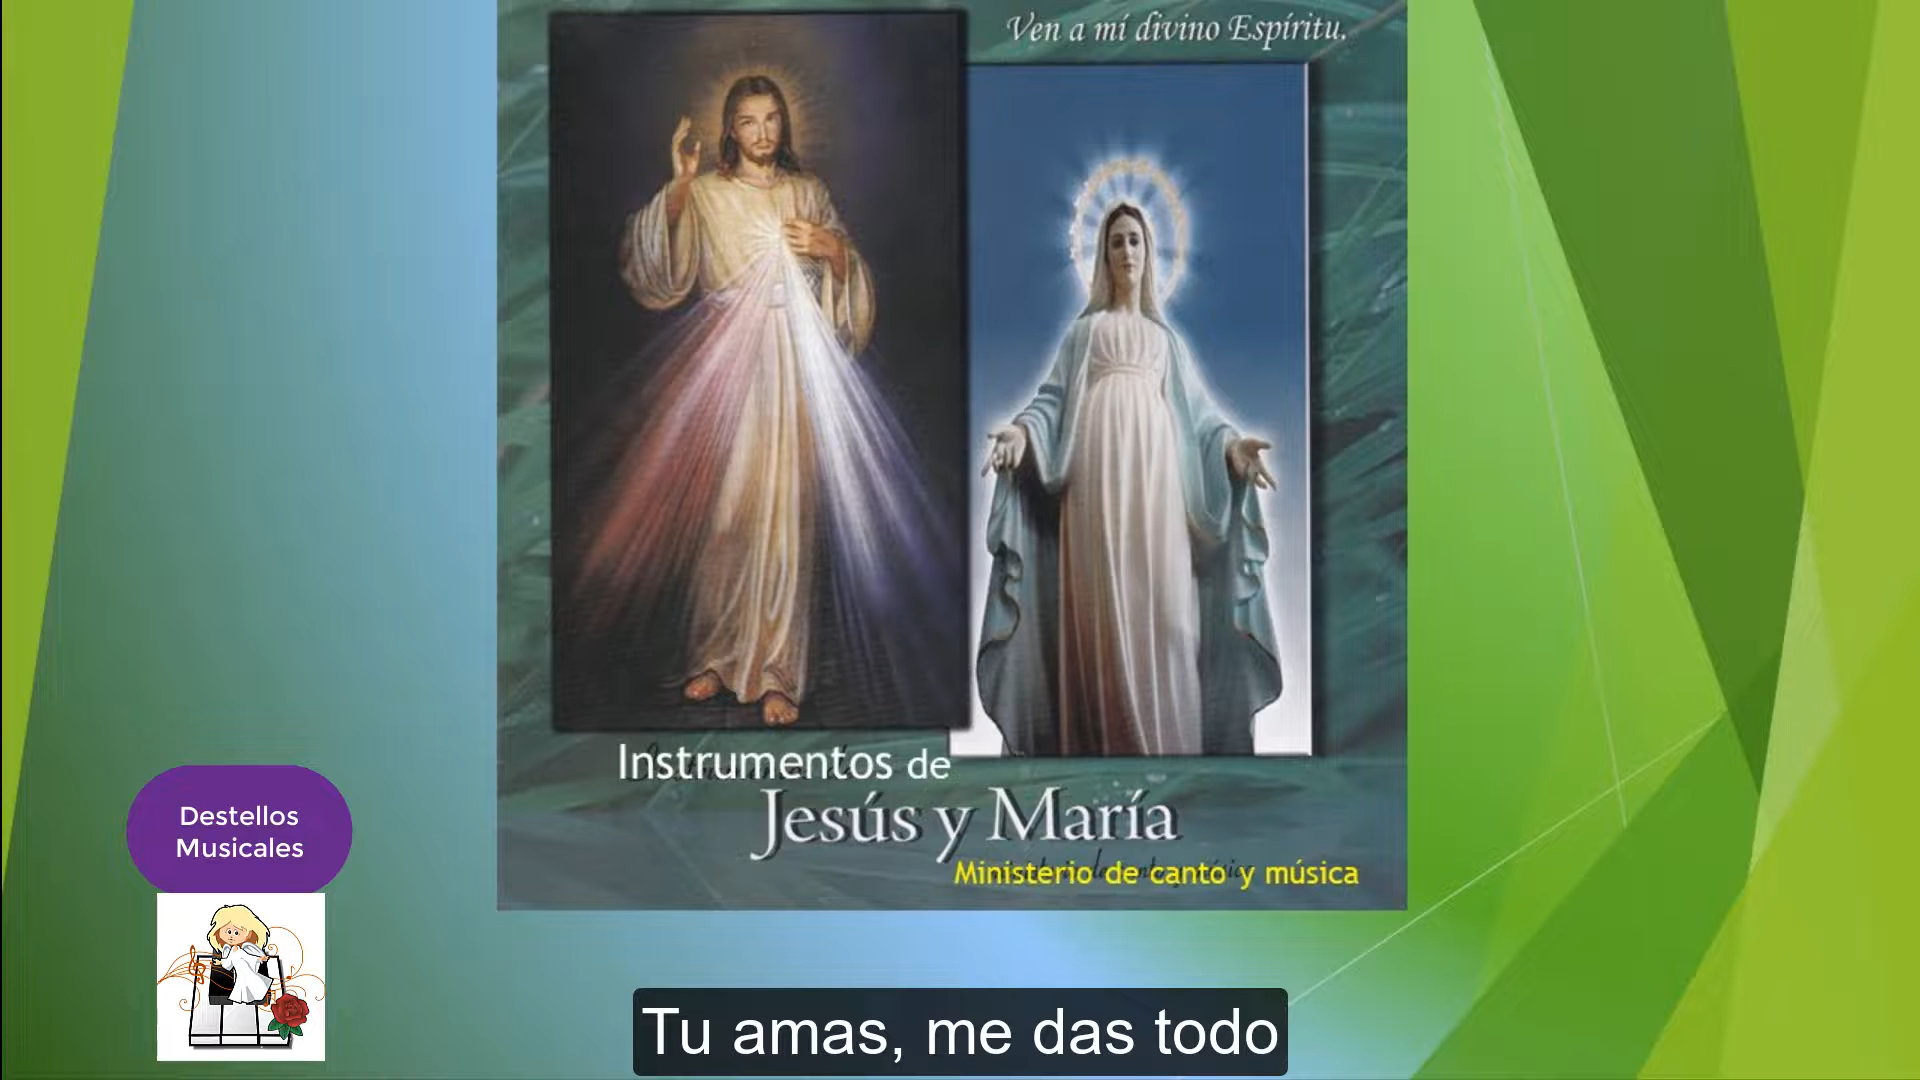 Ven a mí divino Espíritu.
Instrumentos de
Jesús y María
Ministerio de canto y música
Destellos
Musicales
Tu amas, me das todo